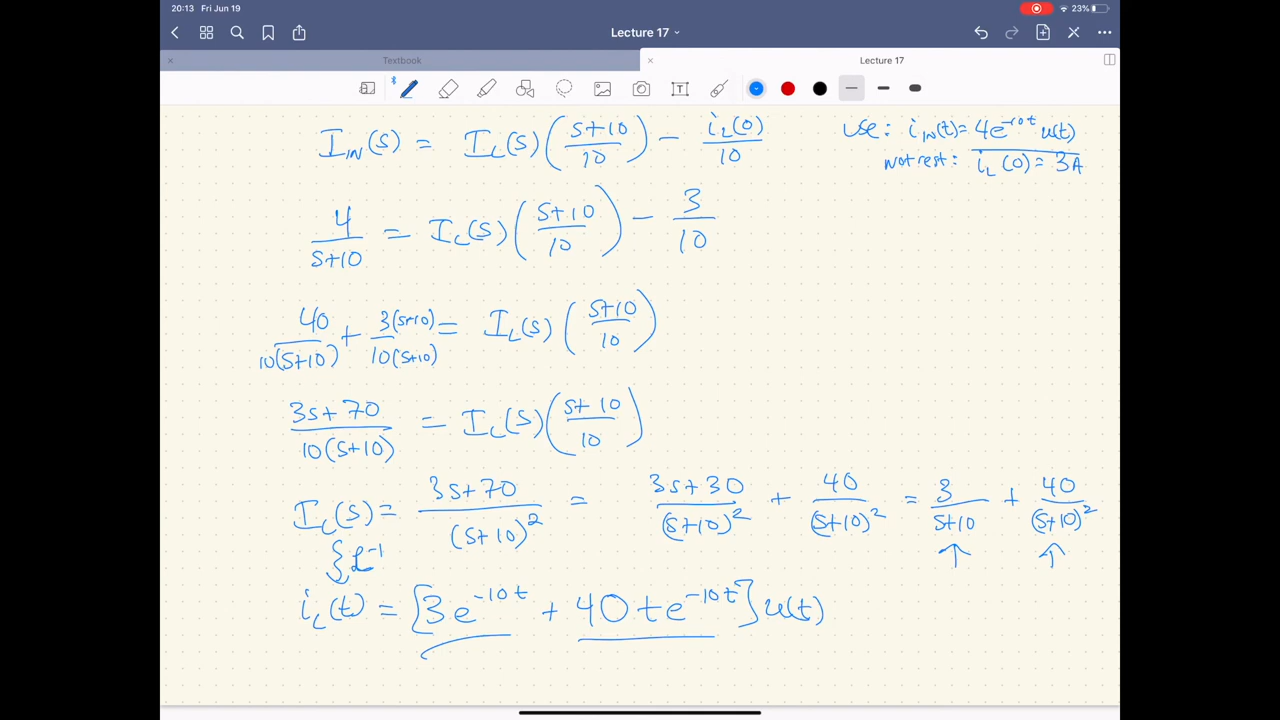 20:13 Fri Jun 19
23%
Lecture 17
Textbook
Lecture 17
T
I_IN(s) = I_L(s) ((s+10)/10) − i_L(0)/10
use: i_IN(t) = 4e^{-10t} u(t)
not rest: i_L(0) = 3A
4/(s+10) = I_L(s) ((s+10)/10) − 3/10
40/(10(s+10)) + 3(s+10)/(10(s+10)) = I_L(s) ((s+10)/10)
(3s+70)/(10(s+10)) = I_L(s) ((s+10)/10)
I_L(s) = (3s+70)/(s+10)^2 = (3s+30)/(s+10)^2 + 40/(s+10)^2 = 3/(s+10) + 40/(s+10)^2
ℒ^{-1}
i_L(t) = [3e^{-10t} + 40te^{-10t}] u(t)